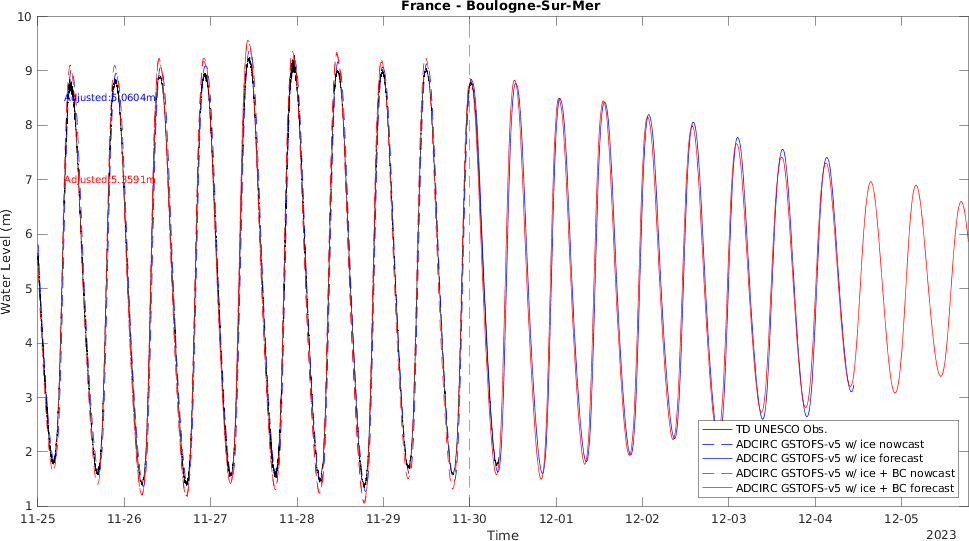 France - Boulogne-Sur-Mer
10
9
8
7
6
5
4
3
2
1
Water Level (m)
Adjusted:5.0604m
Adjusted:5.3591m
TD UNESCO Obs.
ADCIRC GSTOFS-v5 w/ ice nowcast
ADCIRC GSTOFS-v5 w/ ice forecast
ADCIRC GSTOFS-v5 w/ ice + BC nowcast
ADCIRC GSTOFS-v5 w/ ice + BC forecast
11-25 11-26 11-27 11-28 11-29 11-30 12-01 12-02 12-03 12-04 12-05
Time
2023